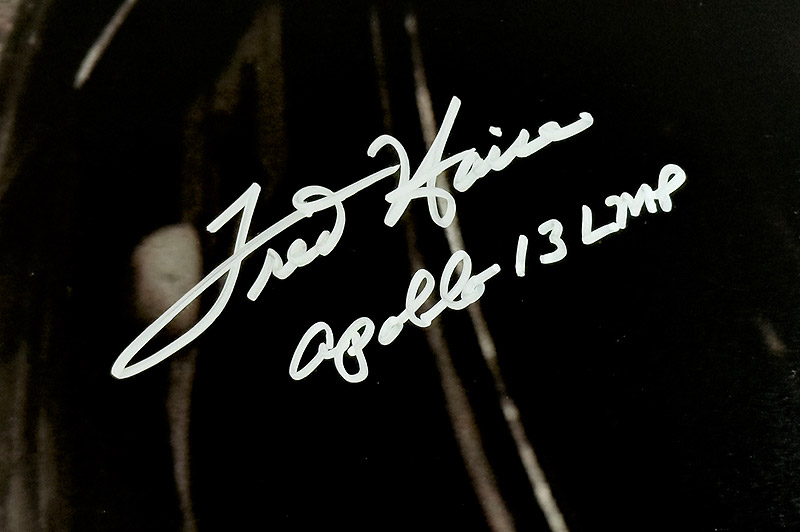 Fred Haise
Apollo 13 LMP